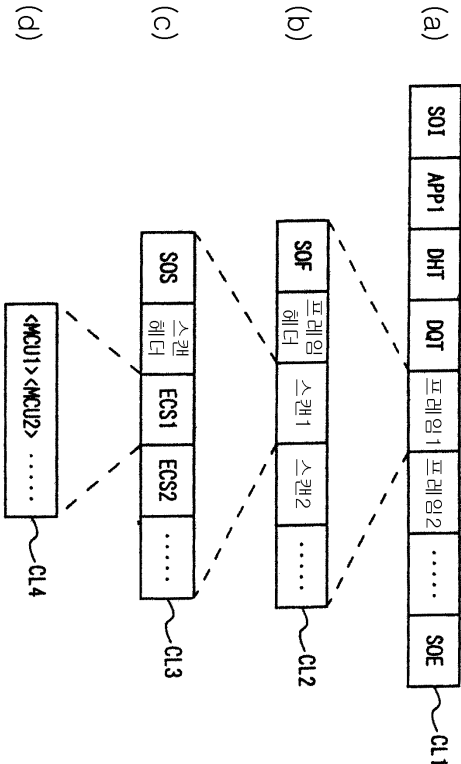 (a)
SOI APP1 DHT DQT 프레임1 프레임2 ..... SOE
CL1
(b)
SOF 프레임 헤더 스캔1 스캔2 .....
CL2
(c)
SOS 스캔 헤더 ECS1 ECS2 .....
CL3
(d)
<MCU1><MCU2> ......
CL4